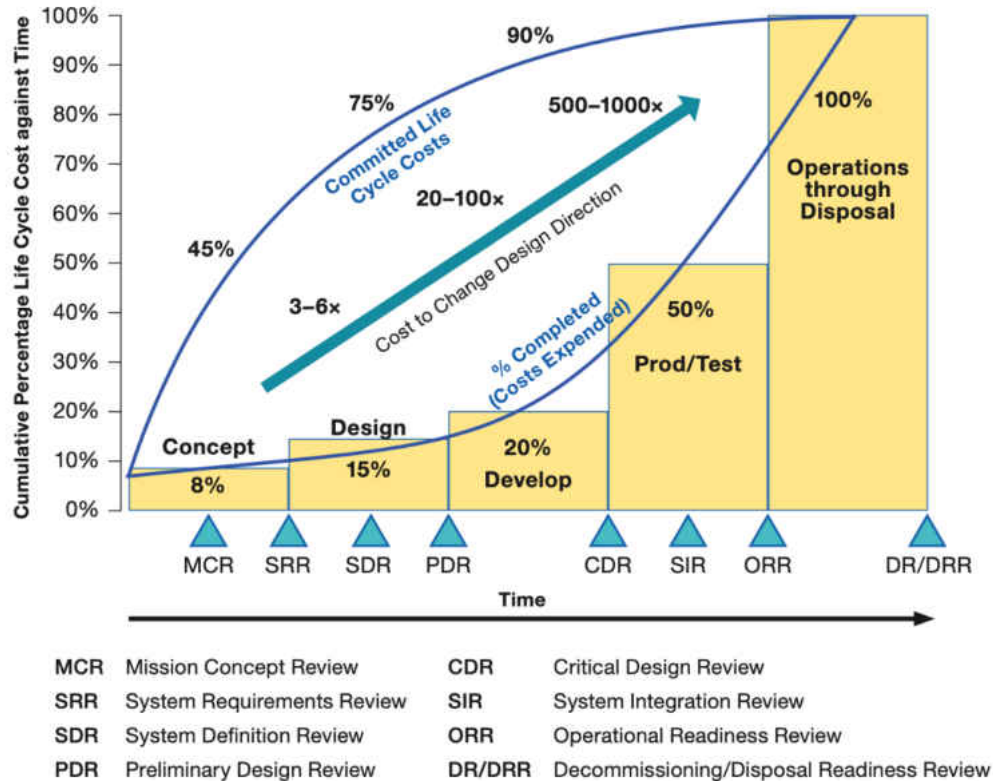 Cumulative Percentage Life Cycle Cost against Time
100%
90%
80%
70%
60%
50%
40%
30%
20%
10%
0%
45%
75%
90%
Committed Life
Cycle Costs
3–6×
20–100×
500–1000×
Cost to Change Design Direction
% Completed
(Costs Expended)
Concept
8%
Design
15%
20%
Develop
50%
Prod/Test
100%
Operations
through
Disposal
MCR SRR SDR PDR CDR SIR ORR DR/DRR
Time
MCR Mission Concept Review
SRR System Requirements Review
SDR System Definition Review
PDR Preliminary Design Review
CDR Critical Design Review
SIR System Integration Review
ORR Operational Readiness Review
DR/DRR Decommissioning/Disposal Readiness Review